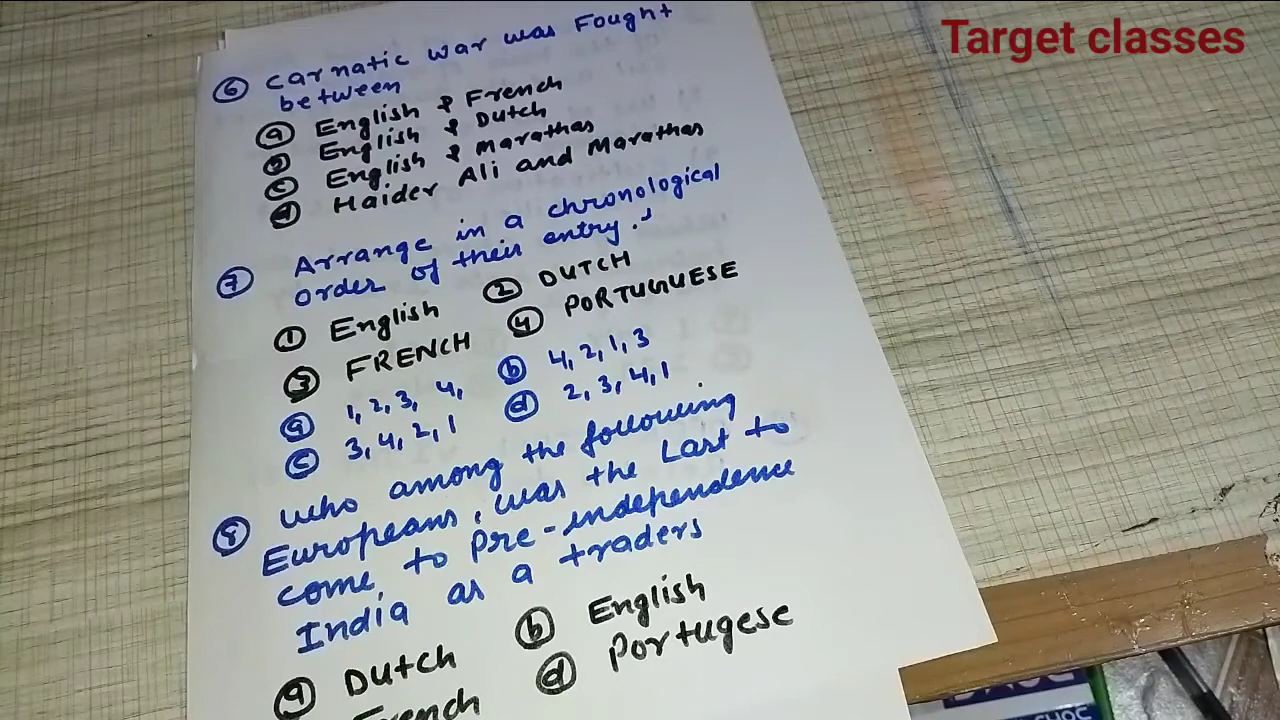 Target classes
⑥ Carnatic war was Fought
between
ⓐ English & French
ⓑ English & Dutch
ⓒ English & Marathas
ⓓ Haider Ali and Marathas
⑦ Arrange in a chronological
order of their entry.
① English ② DUTCH
③ FRENCH ④ PORTUGUESE
ⓐ 1, 2, 3, 4, ⓑ 4, 2, 1, 3
ⓒ 3, 4, 2, 1 ⓓ 2, 3, 4, 1
⑧ who among the following
Europeans, was the Last to
come to Pre-independence
India as a traders
ⓐ Dutch ⓑ English
French ⓓ Portugese